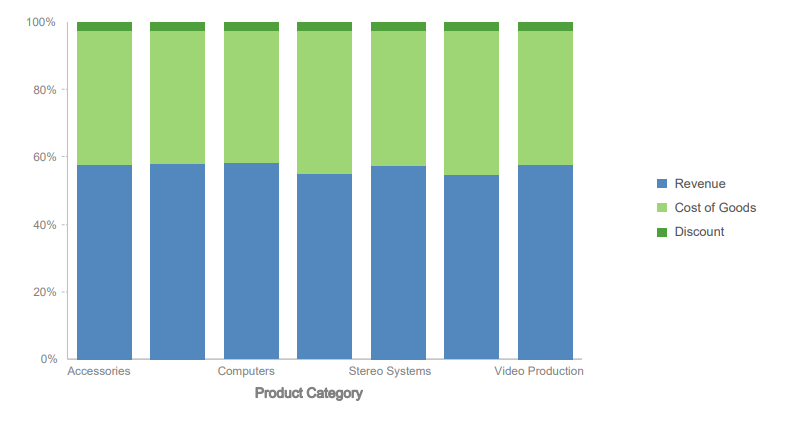 100%
80%
60%
40%
20%
0%
Accessories Computers Stereo Systems Video Production
Product Category
Revenue
Cost of Goods
Discount